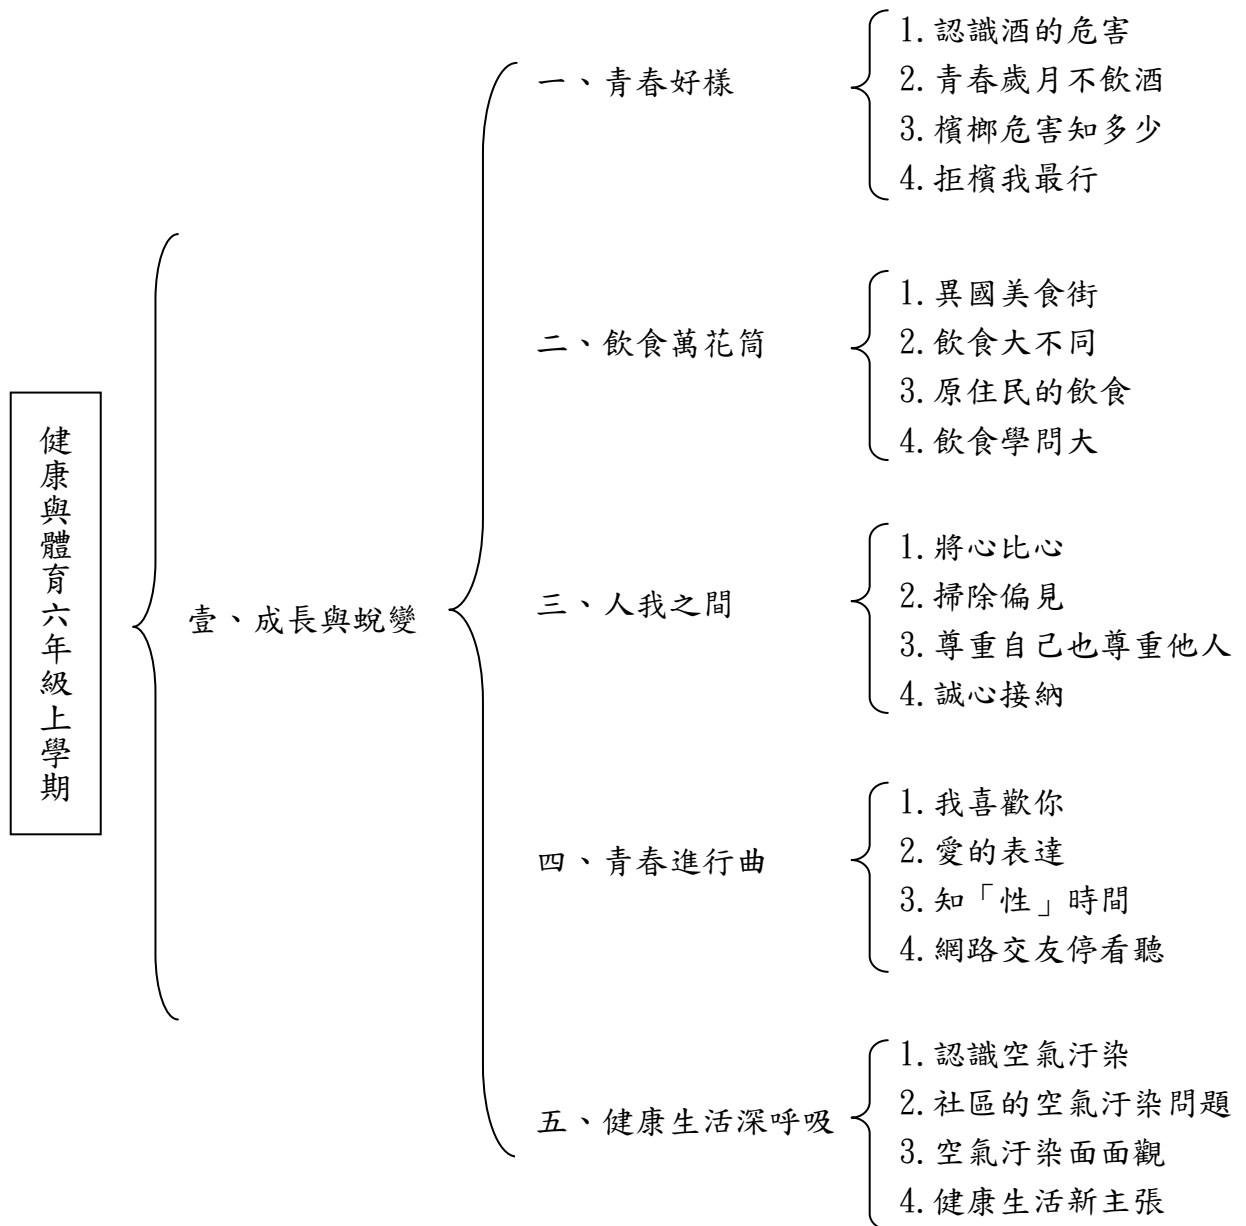 健康與體育六年級上學期
壹、成長與蛻變
一、青春好樣
1.認識酒的危害
2.青春歲月不飲酒
3.檳榔危害知多少
4.拒檳我最行
二、飲食萬花筒
1.異國美食街
2.飲食大不同
3.原住民的飲食
4.飲食學問大
三、人我之間
1.將心比心
2.掃除偏見
3.尊重自己也尊重他人
4.誠心接納
四、青春進行曲
1.我喜歡你
2.愛的表達
3.知「性」時間
4.網路交友停看聽
五、健康生活深呼吸
1.認識空氣汙染
2.社區的空氣汙染問題
3.空氣汙染面面觀
4.健康生活新主張